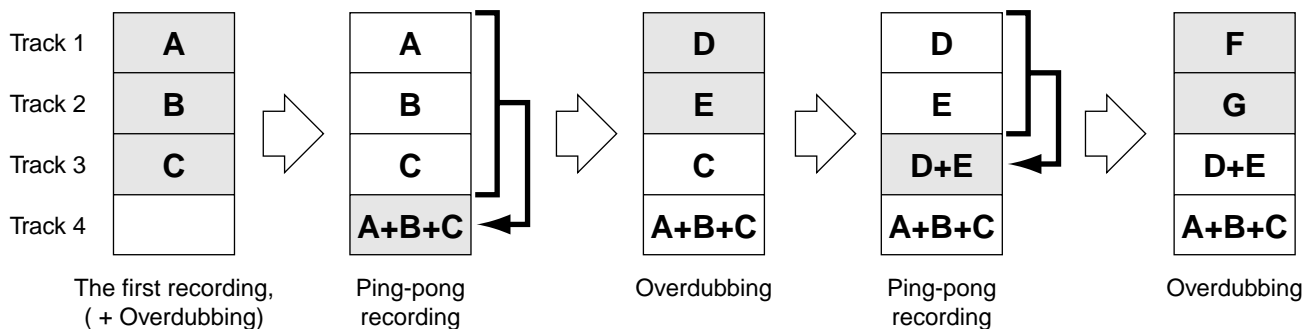 Track 1 A A D D F
Track 2 B B E E G
Track 3 C C C D+E D+E
Track 4 A+B+C A+B+C A+B+C A+B+C
The first recording, Ping-pong Overdubbing Ping-pong Overdubbing
( + Overdubbing) recording recording